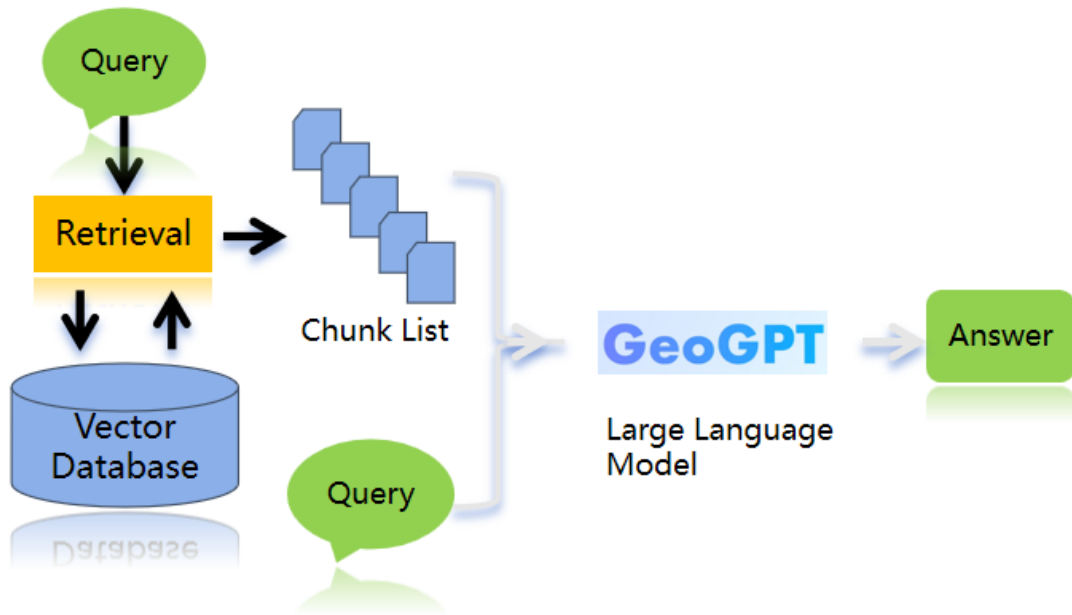 Query
Retrieval
Chunk List
Vector
Database
Query
GeoGPT
Large Language
Model
Answer